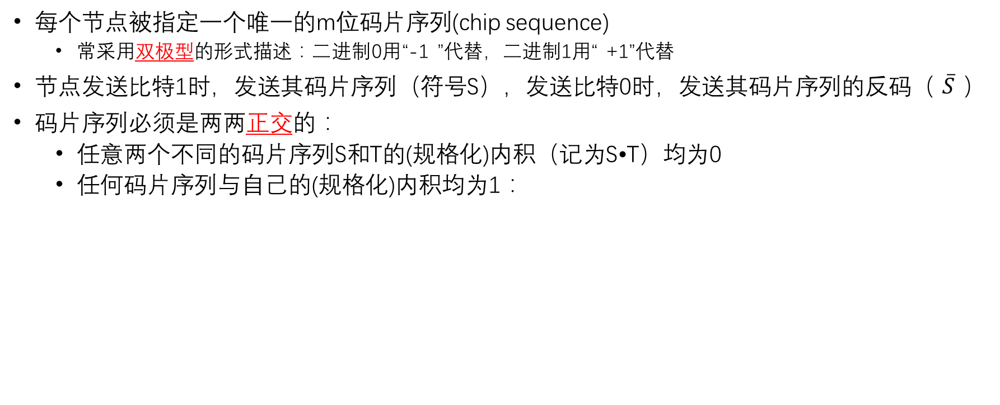 • 每个节点被指定一个唯一的m位码片序列(chip sequence)
• 常采用双极型的形式描述：二进制0用“-1 ”代替，二进制1用“ +1”代替
• 节点发送比特1时，发送其码片序列（符号S），发送比特0时，发送其码片序列的反码（ S̄ ）
• 码片序列必须是两两正交的：
• 任意两个不同的码片序列S和T的(规格化)内积（记为S•T）均为0
• 任何码片序列与自己的(规格化)内积均为1：